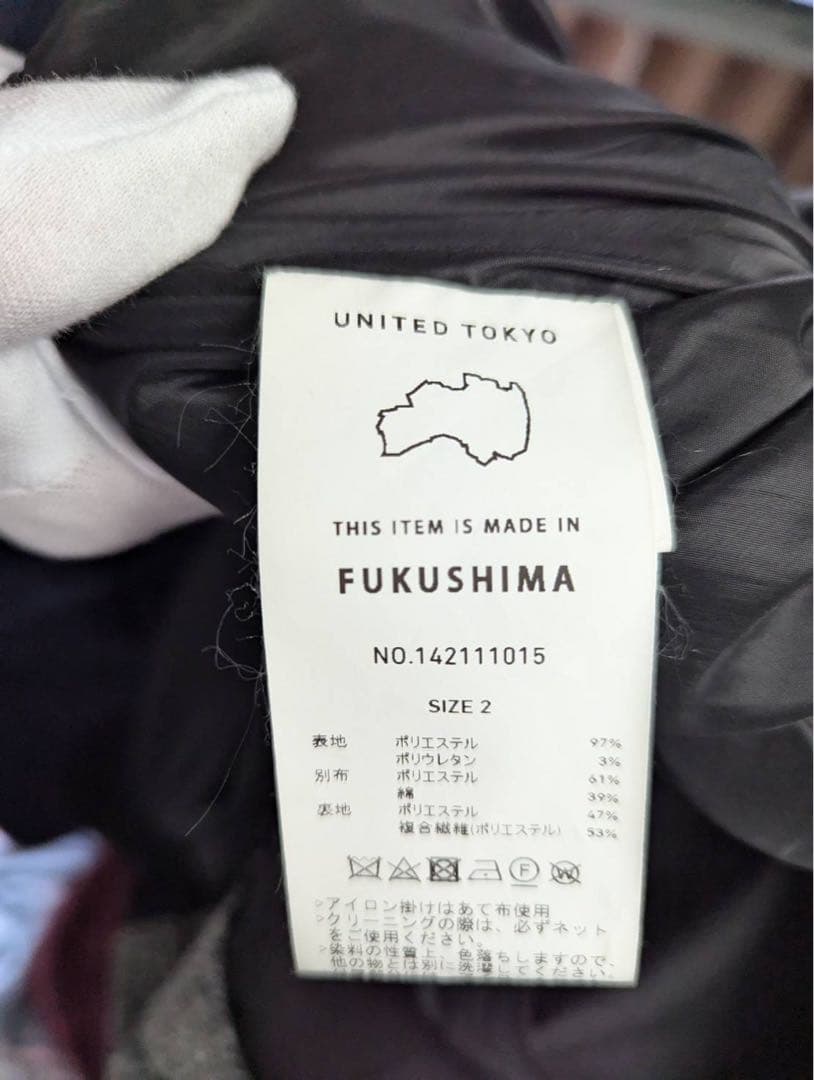 UNITED TOKYO
THIS ITEM IS MADE IN
FUKUSHIMA
NO.142111015
SIZE 2
表地 ポリエステル 97%
ポリウレタン 3%
別布 ポリエステル 61%
綿 39%
裏地 ポリエステル 47%
複合繊維(ポリエステル) 53%
F W
>アイロン掛けはあて布使用
>クリーニングの際は、必ずネット
をご使用ください。
>染料の性質上、色落ちしますので、
他の物とは別に洗濯してください。